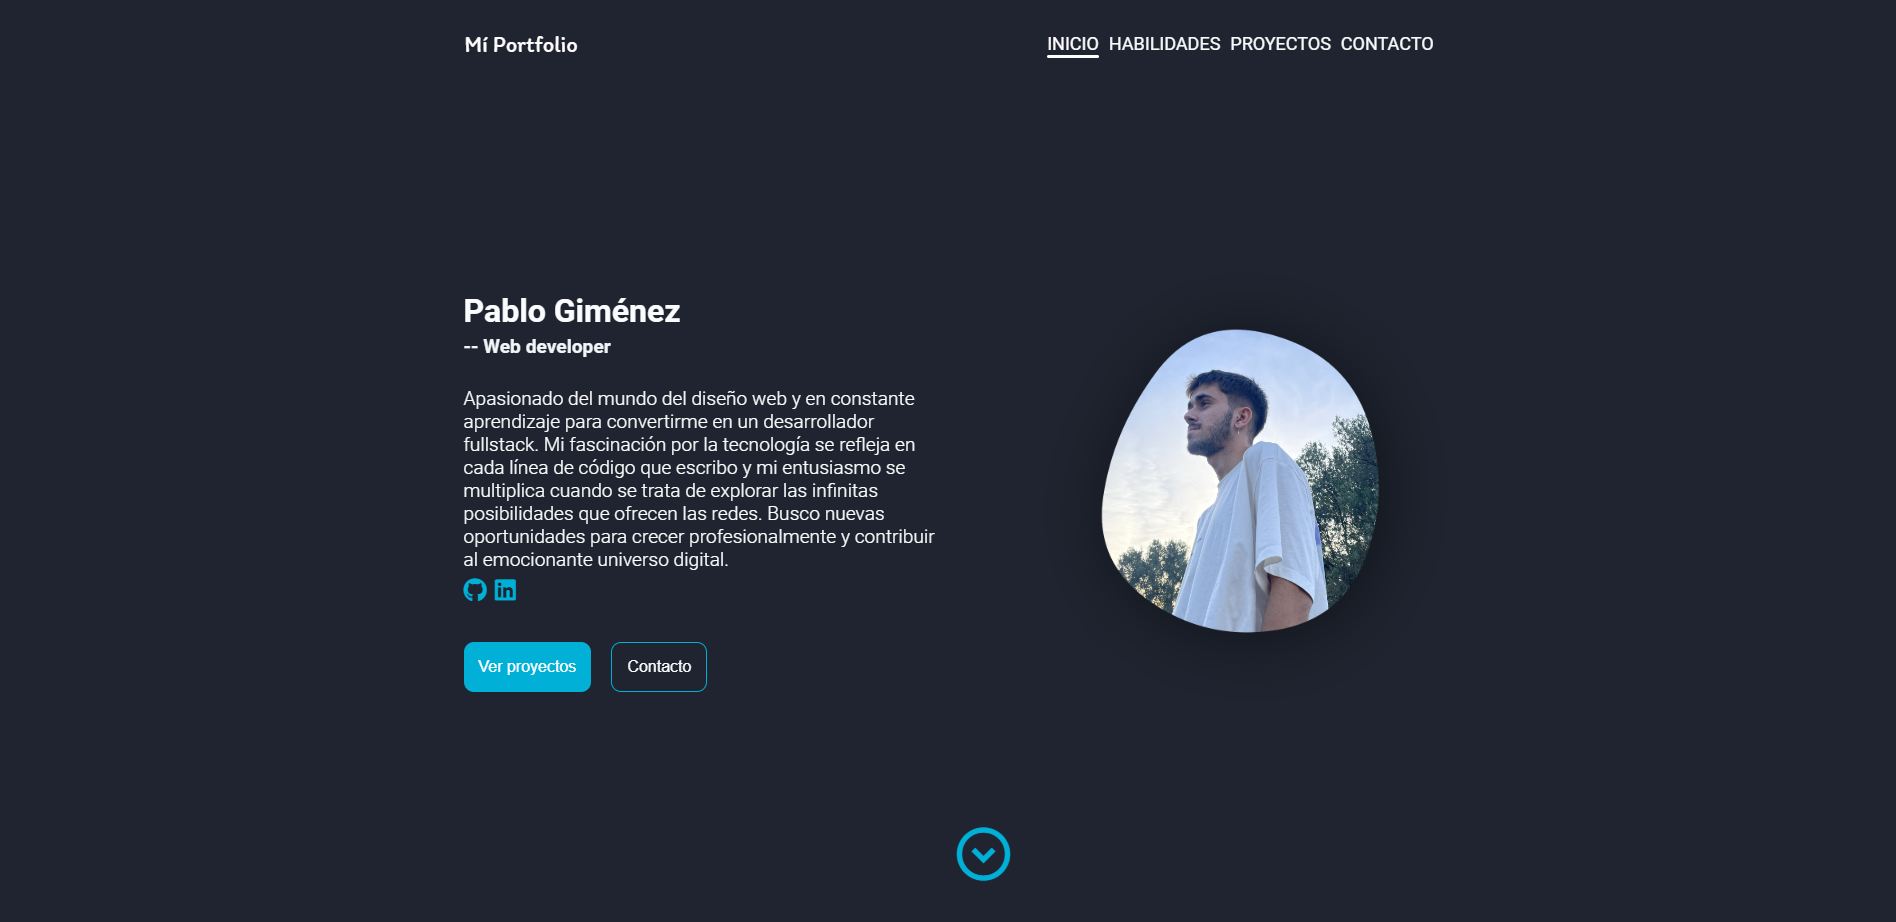 Mí Portfolio
INICIO HABILIDADES PROYECTOS CONTACTO
Pablo Giménez
-- Web developer
Apasionado del mundo del diseño web y en constante
aprendizaje para convertirme en un desarrollador
fullstack. Mi fascinación por la tecnología se refleja en
cada línea de código que escribo y mi entusiasmo se
multiplica cuando se trata de explorar las infinitas
posibilidades que ofrecen las redes. Busco nuevas
oportunidades para crecer profesionalmente y contribuir
al emocionante universo digital.
in
Ver proyectos
Contacto